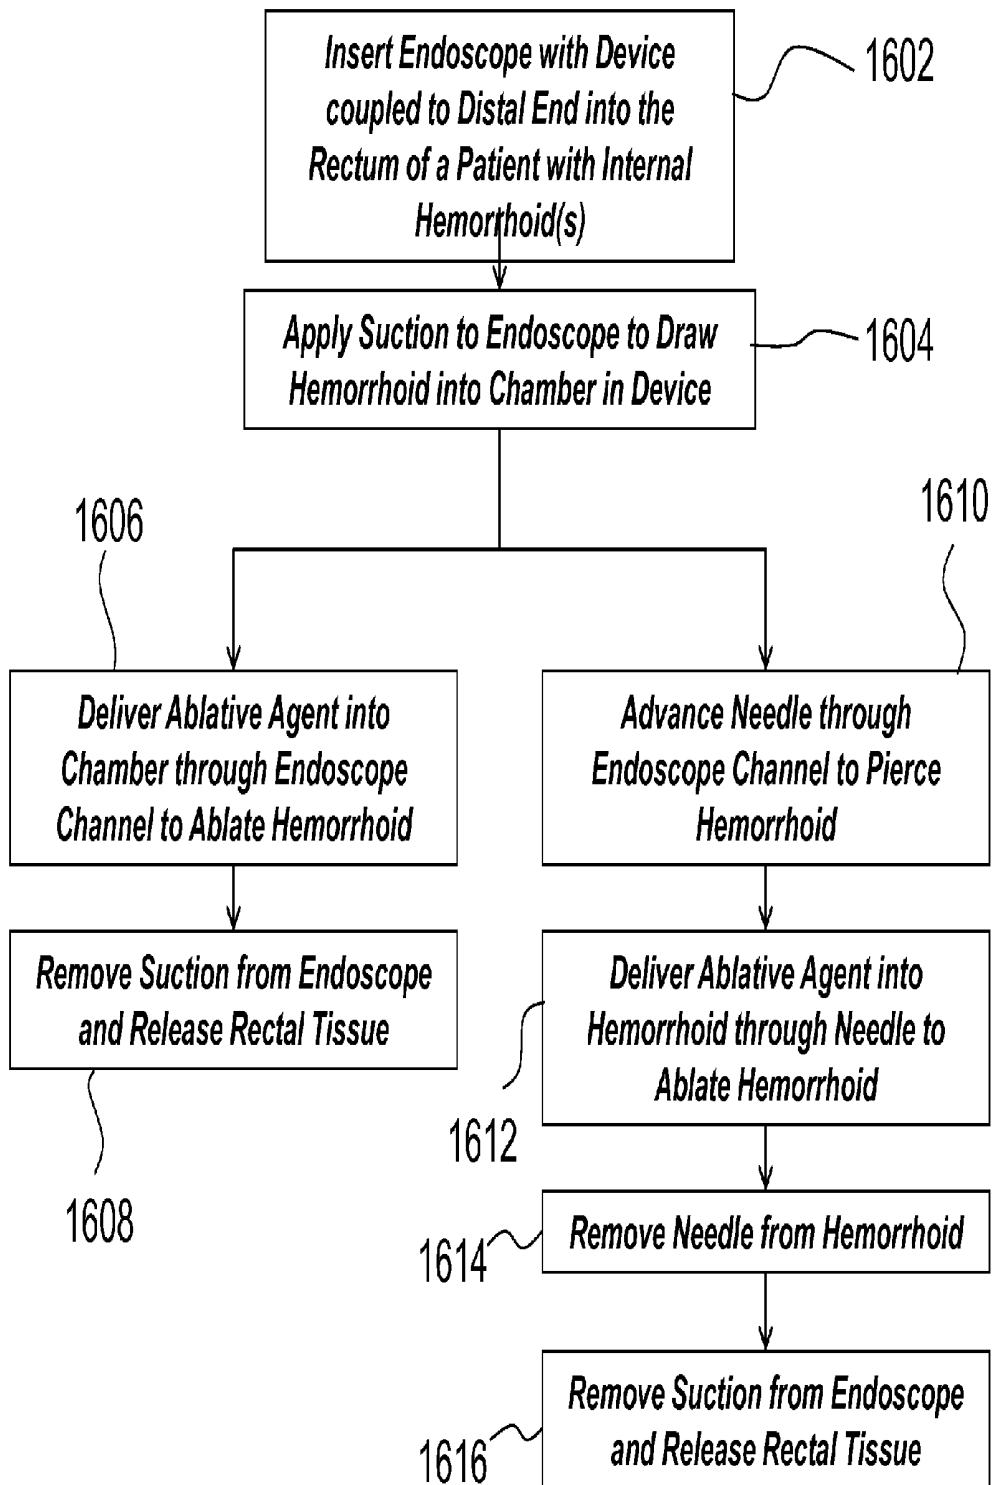 Insert Endoscope with Device
coupled to Distal End into the
Rectum of a Patient with Internal
Hemorrhoid(s)
1602
Apply Suction to Endoscope to Draw
Hemorrhoid into Chamber in Device
1604
1606
1610
Deliver Ablative Agent into
Chamber through Endoscope
Channel to Ablate Hemorrhoid
Advance Needle through
Endoscope Channel to Pierce
Hemorrhoid
Remove Suction from Endoscope
and Release Rectal Tissue
1608
Deliver Ablative Agent into
Hemorrhoid through Needle to
Ablate Hemorrhoid
1612
Remove Needle from Hemorrhoid
1614
Remove Suction from Endoscope
and Release Rectal Tissue
1616